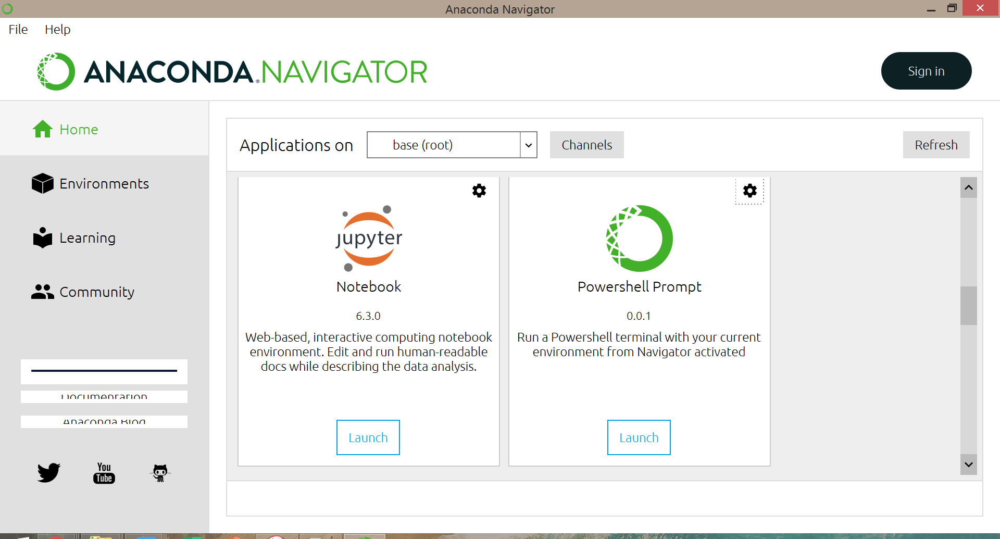 Anaconda Navigator
File Help
ANACONDA.NAVIGATOR
Sign in
Home
Applications on base (root) Channels Refresh
Environments
Learning
Community
jupyter
Notebook
6.3.0
Web-based, interactive computing notebook
environment. Edit and run human-readable
docs while describing the data analysis.
Launch
Powershell Prompt
0.0.1
Run a Powershell terminal with your current
environment from Navigator activated
Launch
Documentation
Anaconda Blog
You
Tube